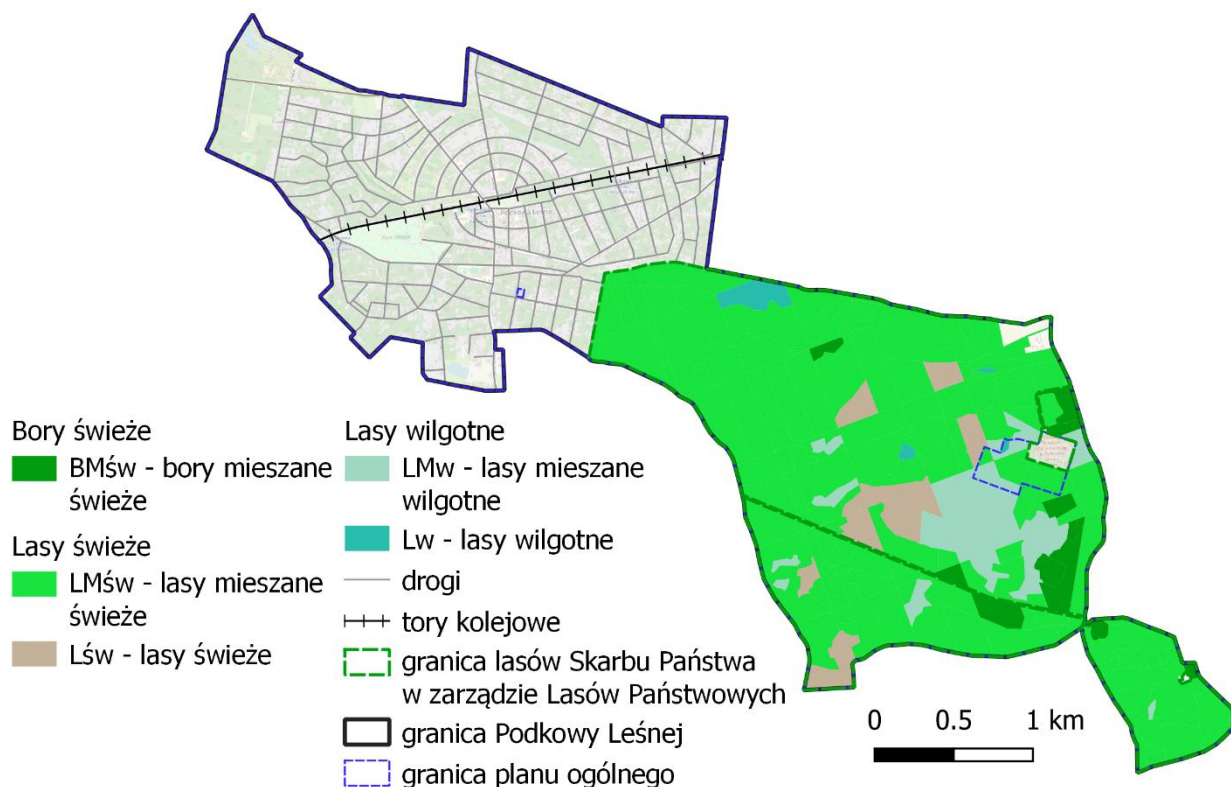 Bory świeże
BMśw - bory mieszane
świeże
Lasy świeże
LMśw - lasy mieszane
świeże
Lśw - lasy świeże
Lasy wilgotne
LMw - lasy mieszane
wilgotne
Lw - lasy wilgotne
drogi
tory kolejowe
granica lasów Skarbu Państwa
w zarządzie Lasów Państwowych
granica Podkowy Leśnej
granica planu ogólnego
0 0.5 1 km
Podkowa Leśna